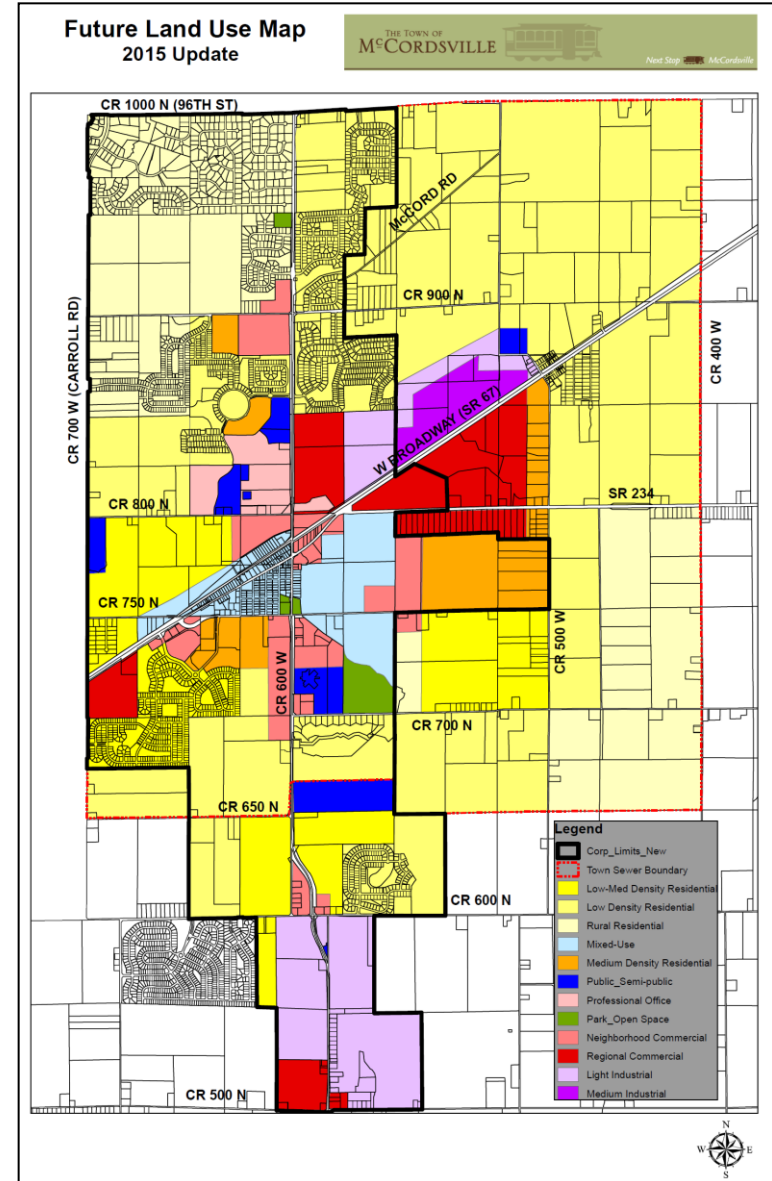 Future Land Use Map
2015 Update
THE TOWN OF
McCORDSVILLE
Next Stop McCordsville
CR 1000 N (96TH ST)
McCORD RD
CR 900 N
CR 700 W (CARROLL RD)
CR 400 W
W BROADWAY (SR 67)
CR 800 N
SR 234
CR 750 N
CR 600 W
CR 500 W
CR 700 N
CR 650 N
CR 600 N
CR 500 N
Legend
Corp_Limits_New
Town Sewer Boundary
Low-Med Density Residential
Low Density Residential
Rural Residential
Mixed-Use
Medium Density Residential
Public_Semi-public
Professional Office
Park_Open Space
Neighborhood Commercial
Regional Commercial
Light Industrial
Medium Industrial
N
W E
S